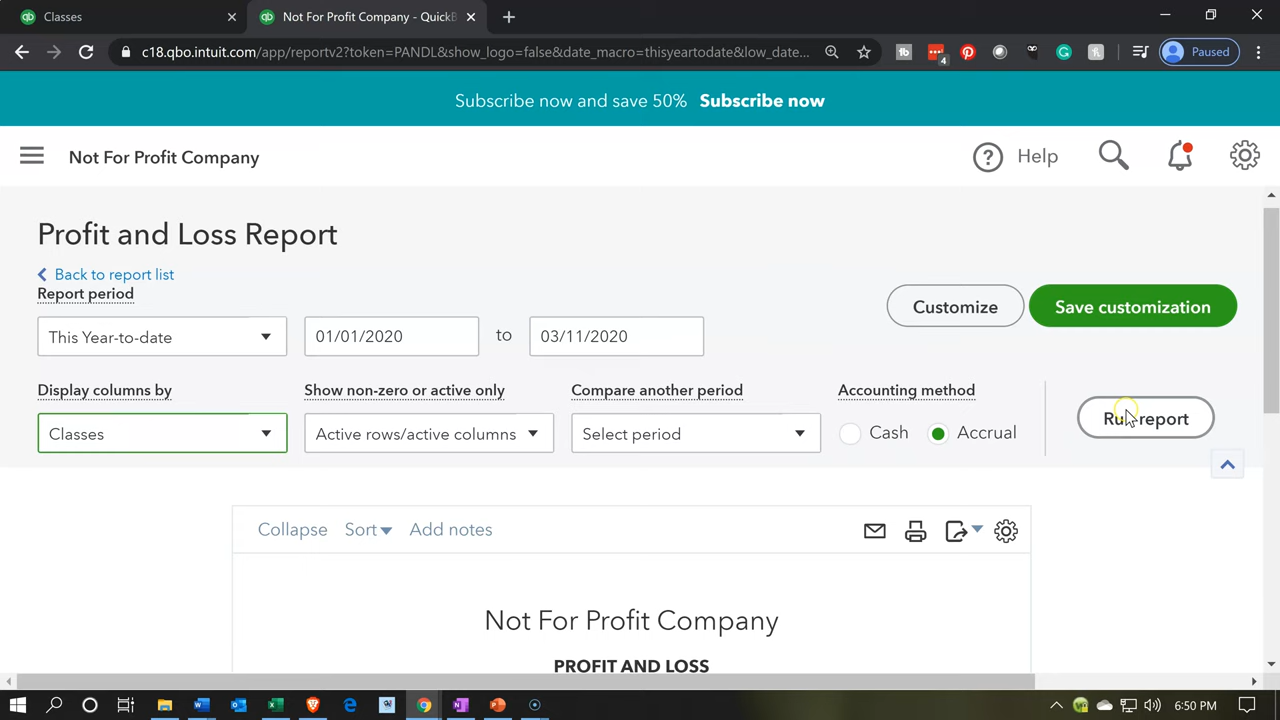 Classes
Not For Profit Company - QuickB
c18.qbo.intuit.com/app/reportv2?token=PANDL&show_logo=false&date_macro=thisyeartodate&low_date...
4
Paused
Subscribe now and save 50% Subscribe now
Not For Profit Company
Help
Profit and Loss Report
Back to report list
Report period
This Year-to-date
01/01/2020
to
03/11/2020
Customize
Save customization
Display columns by
Show non-zero or active only
Compare another period
Accounting method
Classes
Active rows/active columns
Select period
Cash
Accrual
Run report
Collapse
Sort
Add notes
Not For Profit Company
PROFIT AND LOSS
6:50 PM